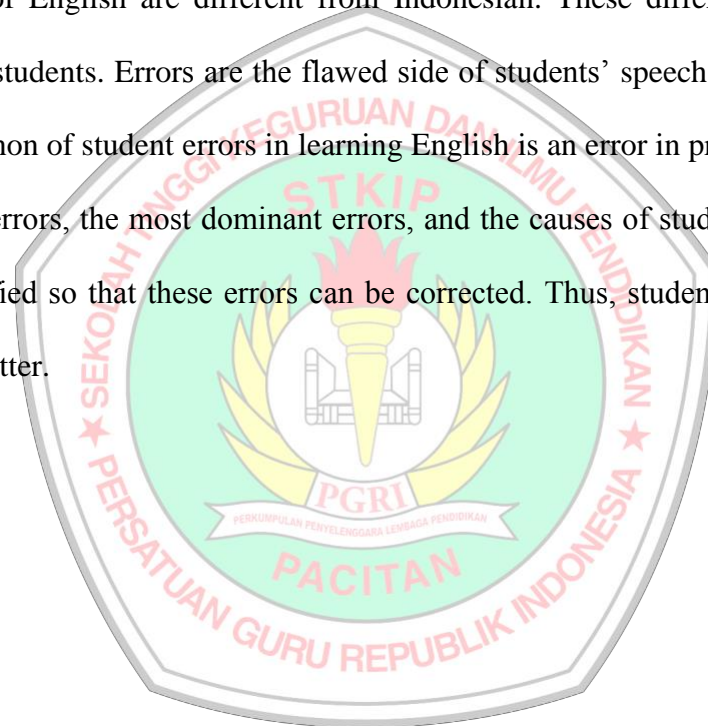 of English are different from Indonesian. These differ
students. Errors are the flawed side of students' speech
non of student errors in learning English is an error in pr
errors, the most dominant errors, and the causes of stud
fied so that these errors can be corrected. Thus, studen
tter.
SEKOLAH TINGGI KEGURUAN DAN ILMU PENDIDIKAN
STKIP
PGRI
PERKUMPULAN PENYELENGGARA LEMBAGA PENDIDIKAN
PACITAN
PERSATUAN GURU REPUBLIK INDONESIA